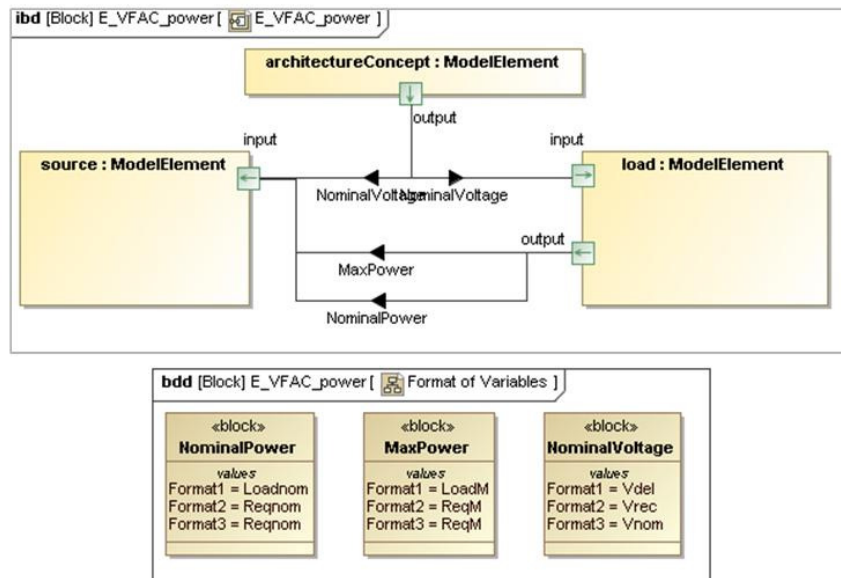 ibd [Block] E_VFAC_power [ E_VFAC_power ]
architectureConcept : ModelElement
output
input
input
source : ModelElement
load : ModelElement
NominalVoltage
NominalVoltage
output
MaxPower
NominalPower
bdd [Block] E_VFAC_power [ Format of Variables ]
«block»
NominalPower
values
Format1 = Loadnom
Format2 = Reqnom
Format3 = Reqnom
«block»
MaxPower
values
Format1 = LoadM
Format2 = ReqM
Format3 = ReqM
«block»
NominalVoltage
values
Format1 = Vdel
Format2 = Vrec
Format3 = Vnom